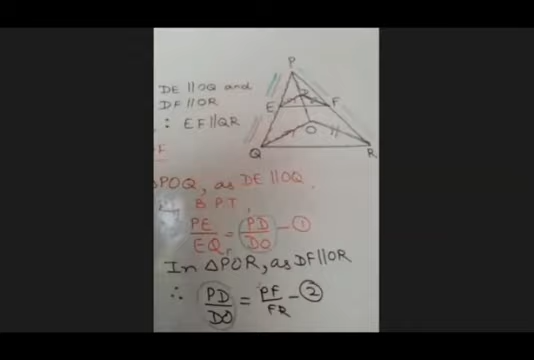 P
DE ∥ OQ and
DF ∥ OR
∴ EF ∥ QR
E F
O
Q R
ΔPOQ, as DE ∥ OQ,
B.P.T,
PE/EQ = PD/DO — ①
In ΔPOR, as DF ∥ OR
∴ PD/DO = PF/FR — ②